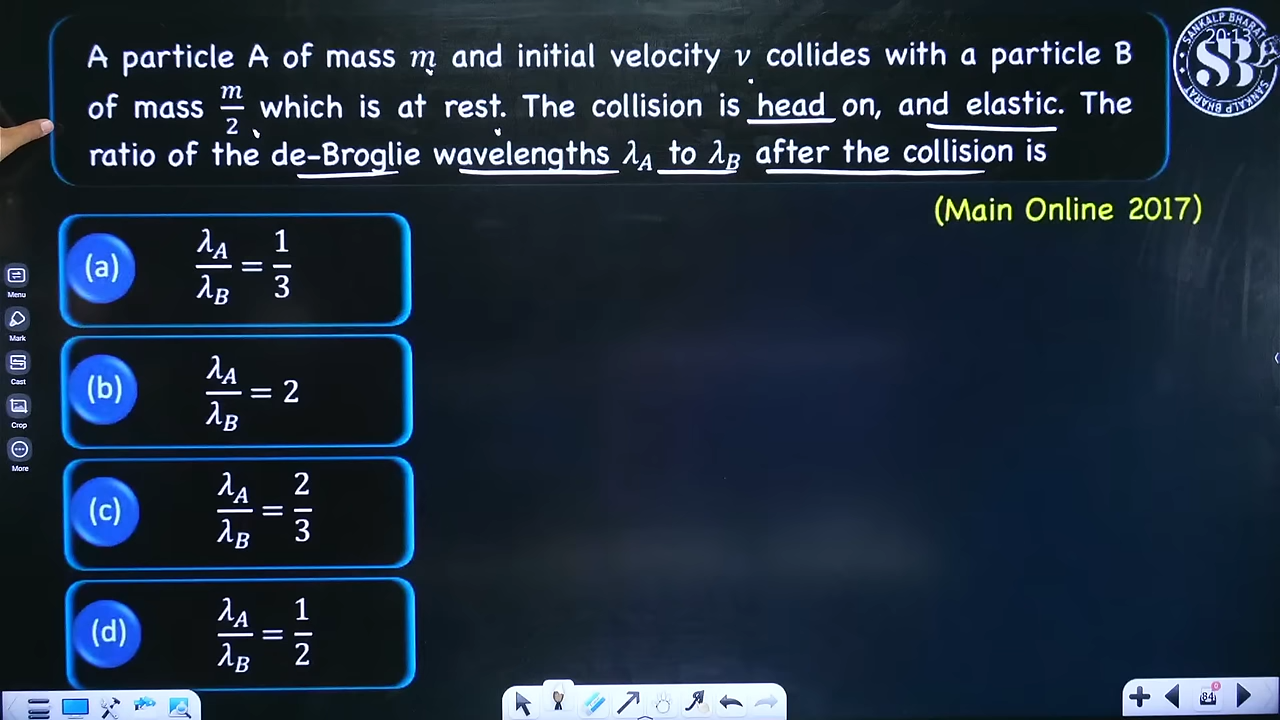 A particle A of mass m and initial velocity v collides with a particle B
of mass m/2 which is at rest. The collision is head on, and elastic. The
ratio of the de-Broglie wavelengths λ_A to λ_B after the collision is
(Main Online 2017)
(a) λ_A/λ_B = 1/3
(b) λ_A/λ_B = 2
(c) λ_A/λ_B = 2/3
(d) λ_A/λ_B = 1/2
SANKALP BHARAT
20:13
SB
SANKALP BHARAT
Menu
Mark
Cast
Crop
More
84